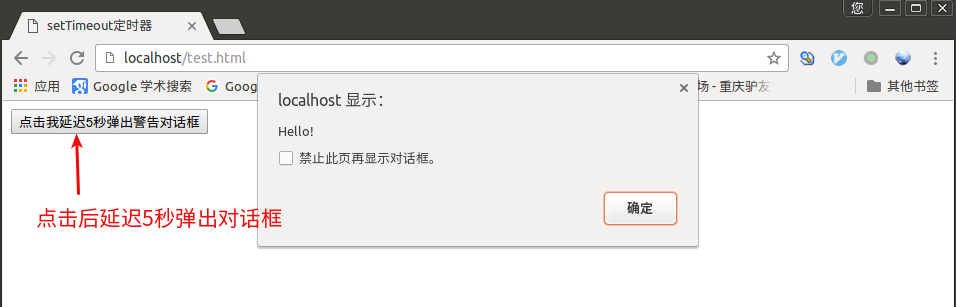 您
setTimeout定时器
localhost/test.html
应用 Google 学术搜索 Goog 场 - 重庆驴友 其他书签
localhost 显示：
点击我延迟5秒弹出警告对话框
Hello!
禁止此页再显示对话框。
确定
点击后延迟5秒弹出对话框